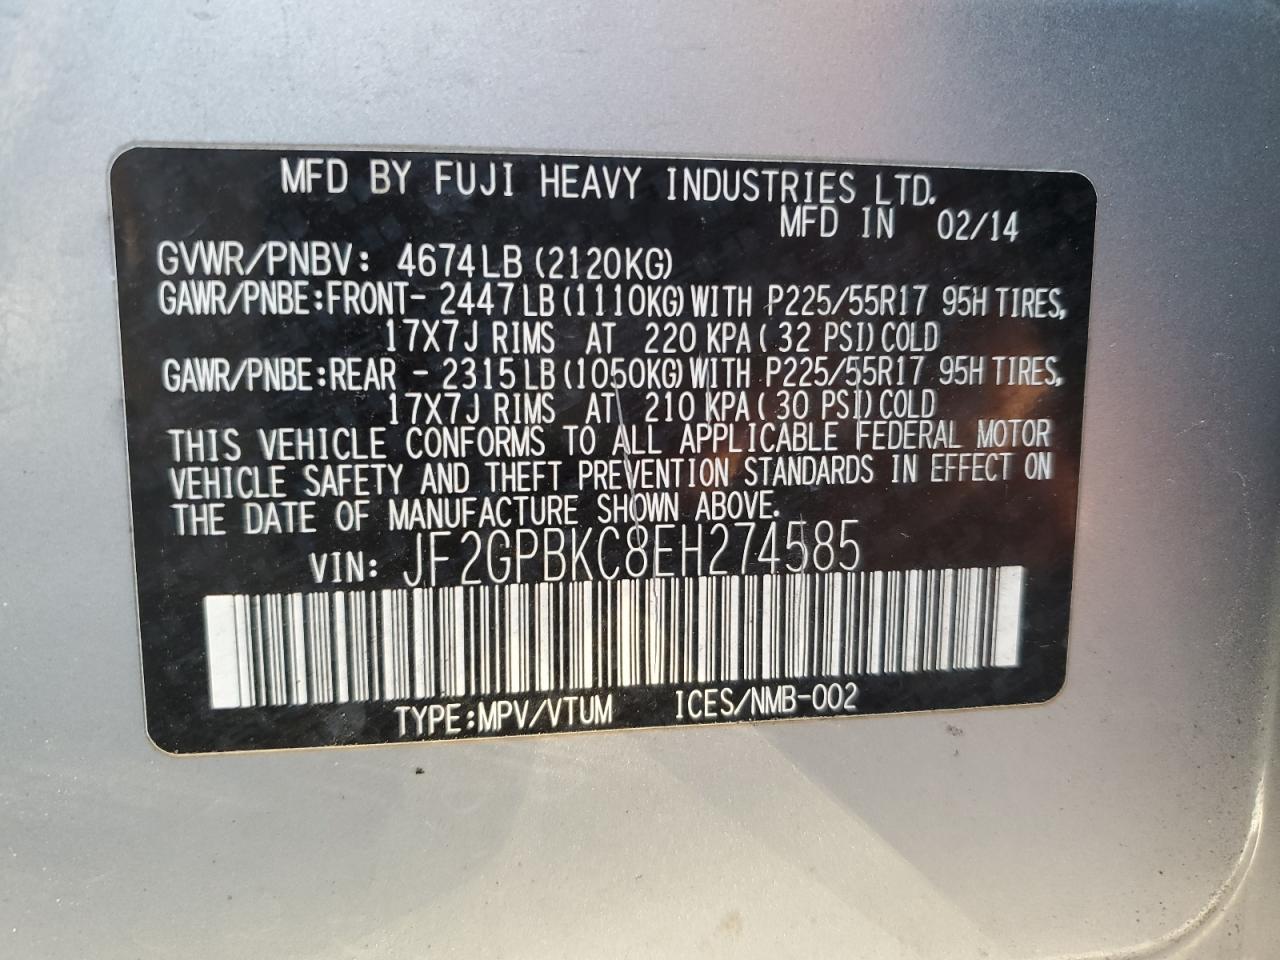 MFD BY FUJI HEAVY INDUSTRIES LTD.
MFD IN 02/14
GVWR/PNBV: 4674LB (2120KG)
GAWR/PNBE:FRONT- 2447LB (1110KG) WITH P225/55R17 95H TIRES,
17X7J RIMS AT 220 KPA ( 32 PSI) COLD
GAWR/PNBE:REAR - 2315LB (1050KG) WITH P225/55R17 95H TIRES,
17X7J RIMS AT 210 KPA ( 30 PSI) COLD
THIS VEHICLE CONFORMS TO ALL APPLICABLE FEDERAL MOTOR
VEHICLE SAFETY AND THEFT PREVENTION STANDARDS IN EFFECT ON
THE DATE OF MANUFACTURE SHOWN ABOVE.
VIN: JF2GPBKC8EH274585
TYPE:MPV/VTUM ICES/NMB-002